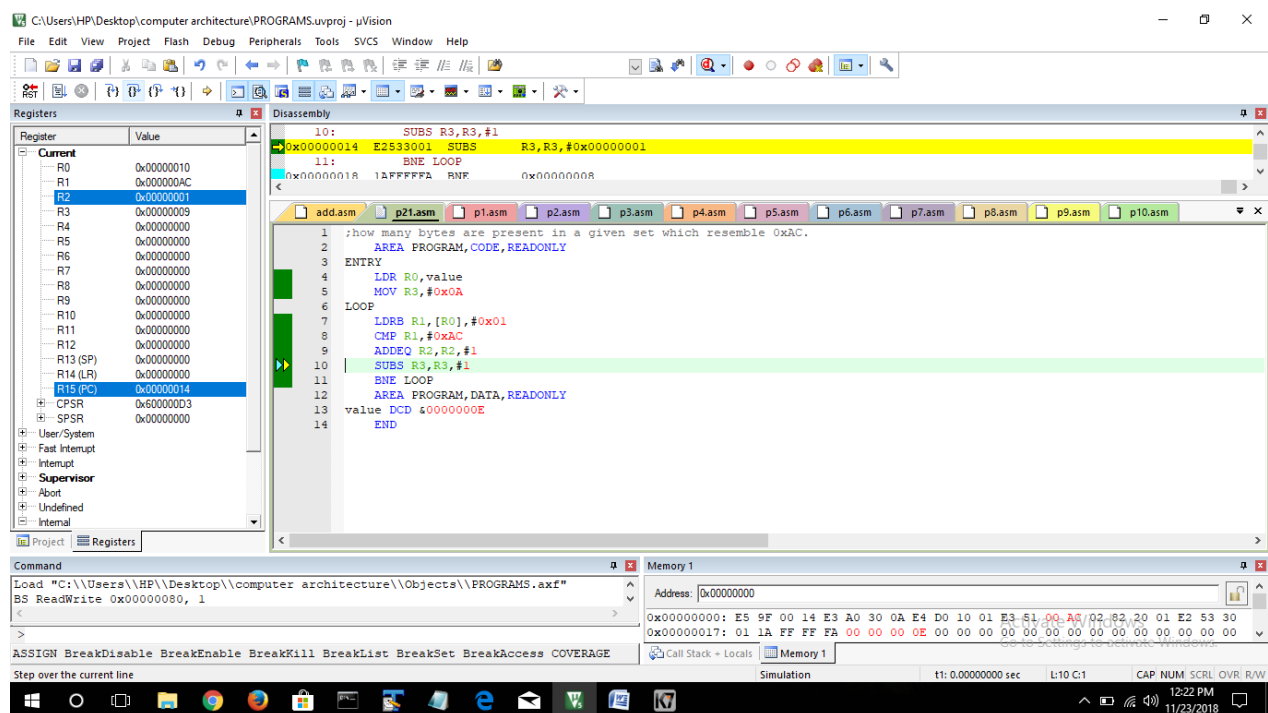 C:\Users\HP\Desktop\computer architecture\PROGRAMS.uvproj - µVision
File Edit View Project Flash Debug Peripherals Tools SVCS Window Help
Registers
Register Value
Current
R0 0x00000010
R1 0x000000AC
R2 0x00000001
R3 0x00000009
R4 0x00000000
R5 0x00000000
R6 0x00000000
R7 0x00000000
R8 0x00000000
R9 0x00000000
R10 0x00000000
R11 0x00000000
R12 0x00000000
R13 (SP) 0x00000000
R14 (LR) 0x00000000
R15 (PC) 0x00000014
CPSR 0x600000D3
SPSR 0x00000000
User/System
Fast Interrupt
Interrupt
Supervisor
Abort
Undefined
Internal
Project Registers
Disassembly
10: SUBS R3,R3,#1
0x00000014 E2533001 SUBS R3,R3,#0x00000001
11: BNE LOOP
0x00000018 1AFFFFFA BNE 0x00000008
add.asm p21.asm p1.asm p2.asm p3.asm p4.asm p5.asm p6.asm p7.asm p8.asm p9.asm p10.asm
1 ;how many bytes are present in a given set which resemble 0xAC.
2 AREA PROGRAM,CODE,READONLY
3 ENTRY
4 LDR R0,value
5 MOV R3,#0x0A
6 LOOP
7 LDRB R1,[R0],#0x01
8 CMP R1,#0xAC
9 ADDEQ R2,R2,#1
10 SUBS R3,R3,#1
11 BNE LOOP
12 AREA PROGRAM,DATA,READONLY
13 value DCD &0000000E
14 END
Command
Load "C:\\Users\\HP\\Desktop\\computer architecture\\Objects\\PROGRAMS.axf"
BS ReadWrite 0x00000080, 1
>
ASSIGN BreakDisable BreakEnable BreakKill BreakList BreakSet BreakAccess COVERAGE
Memory 1
Address: 0x00000000
0x00000000: E5 9F 00 14 E3 A0 30 0A E4 D0 10 01 E3 51 00 AC 02 82 20 01 E2 53 30
0x00000017: 01 1A FF FF FA 00 00 00 0E 00 00 00 00 00 00 00 00 00 00 00 00 00 00
Activate Windows
Go to Settings to activate Windows.
Call Stack + Locals Memory 1
Step over the current line Simulation t1: 0.00000000 sec L:10 C:1 CAP NUM SCRL OVR R/W
12:22 PM
11/23/2018